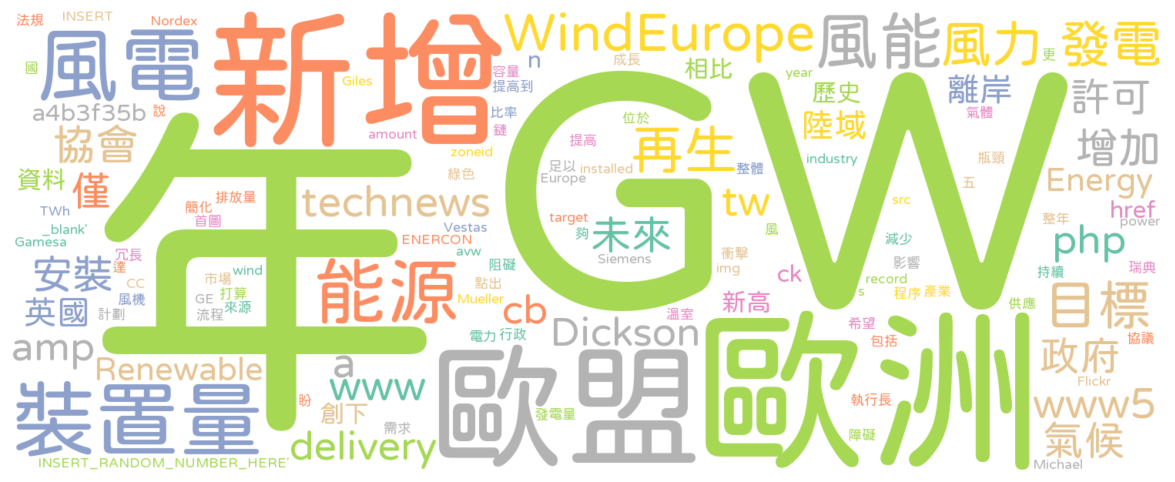 法規
Nordex
INSERT
WindEurope
風能
風力
發電
更
國
風電
新增
Giles
容量
提高到
n
成長
相比
year
離岸
許可
a4b3f35b
說
比率
鏈
amount
GW
位於
歷史
陸域
氣體
增加
協會
年
zoneid
提高
再生
整體
industry
瓶頸
資料
僅
綠色
足以
Europe
installed
五
Energy
簡化
排放量
首圖
technews
tw
src
href
整年
power
TWh
_blank'
Gamesa
Vestas
target
夠
未來
風
減少
php
ENERCON
avw
Siemens
衝擊
影響
冗長
達
CC
市場
wind
能源
阻礙
點出
img
ck
record
s
持續
瑞典
安裝
風機
GE
打算
來源
Mueller
cb
新高
溫室
程序
產業
供應
目標
英國
計劃
流程
電力
行政
Dickson
希望
包括
協議
amp
Renewable
a
www
歐盟
歐洲
政府
Flickr
裝置量
盼
創下
需求
發電量
執行長
www5
delivery
障礙
氣候
INSERT_RANDOM_NUMBER_HERE'
Michael